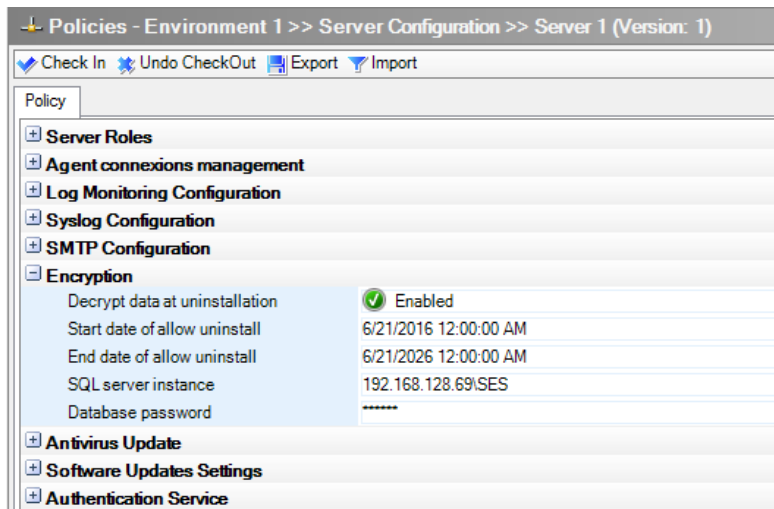 Policies - Environment 1 >> Server Configuration >> Server 1 (Version: 1)
Check In Undo CheckOut Export Import
Policy
Server Roles
Agent connexions management
Log Monitoring Configuration
Syslog Configuration
SMTP Configuration
Encryption
Decrypt data at uninstallation Enabled
Start date of allow uninstall 6/21/2016 12:00:00 AM
End date of allow uninstall 6/21/2026 12:00:00 AM
SQL server instance 192.168.128.69\SES
Database password ******
Antivirus Update
Software Updates Settings
Authentication Service